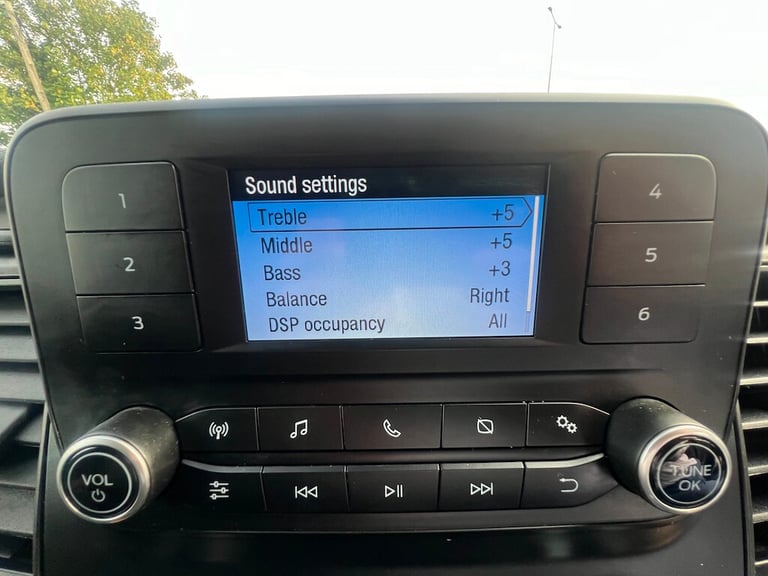 Sound settings
Treble +5
Middle +5
Bass +3
Balance Right
DSP occupancy All
1
2
3
4
5
6
VOL
TUNE
OK